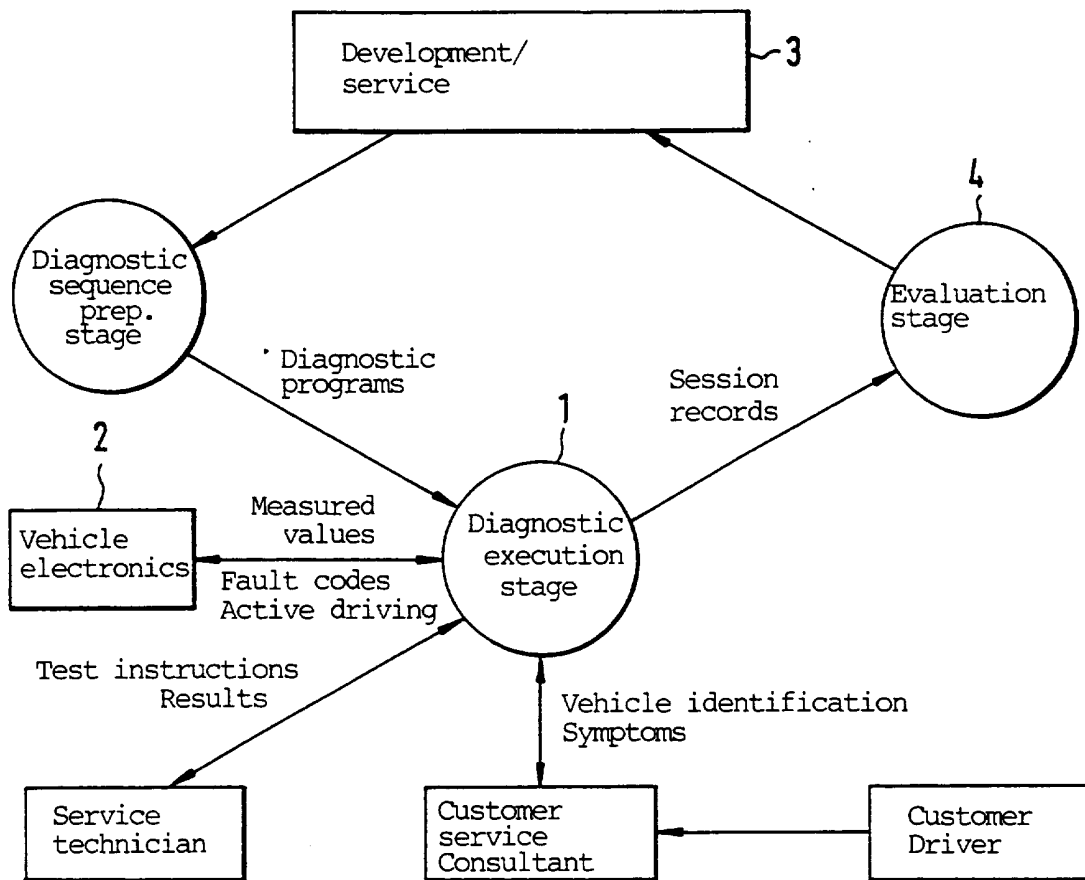 Development/
service
3
4
Diagnostic
sequence
prep.
stage
Evaluation
stage
Diagnostic
programs
Session
records
1
2
Vehicle
electronics
Measured
values
Fault codes
Active driving
Diagnostic
execution
stage
Test instructions
Results
Vehicle identification
Symptoms
Service
technician
Customer
service
Consultant
Customer
Driver